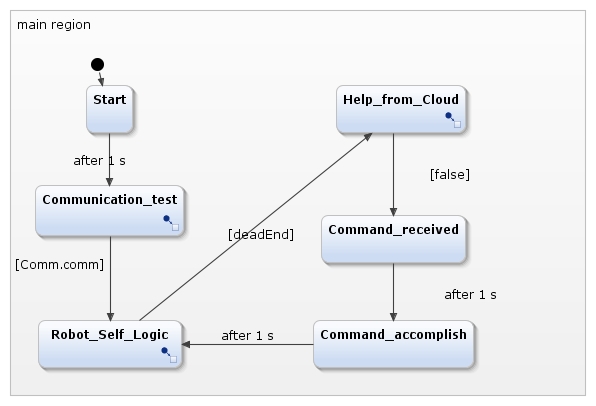 main region
Start
Help_from_Cloud
after 1 s
[false]
Communication_test
Command_received
[deadEnd]
[Comm.comm]
after 1 s
Robot_Self_Logic
after 1 s
Command_accomplish